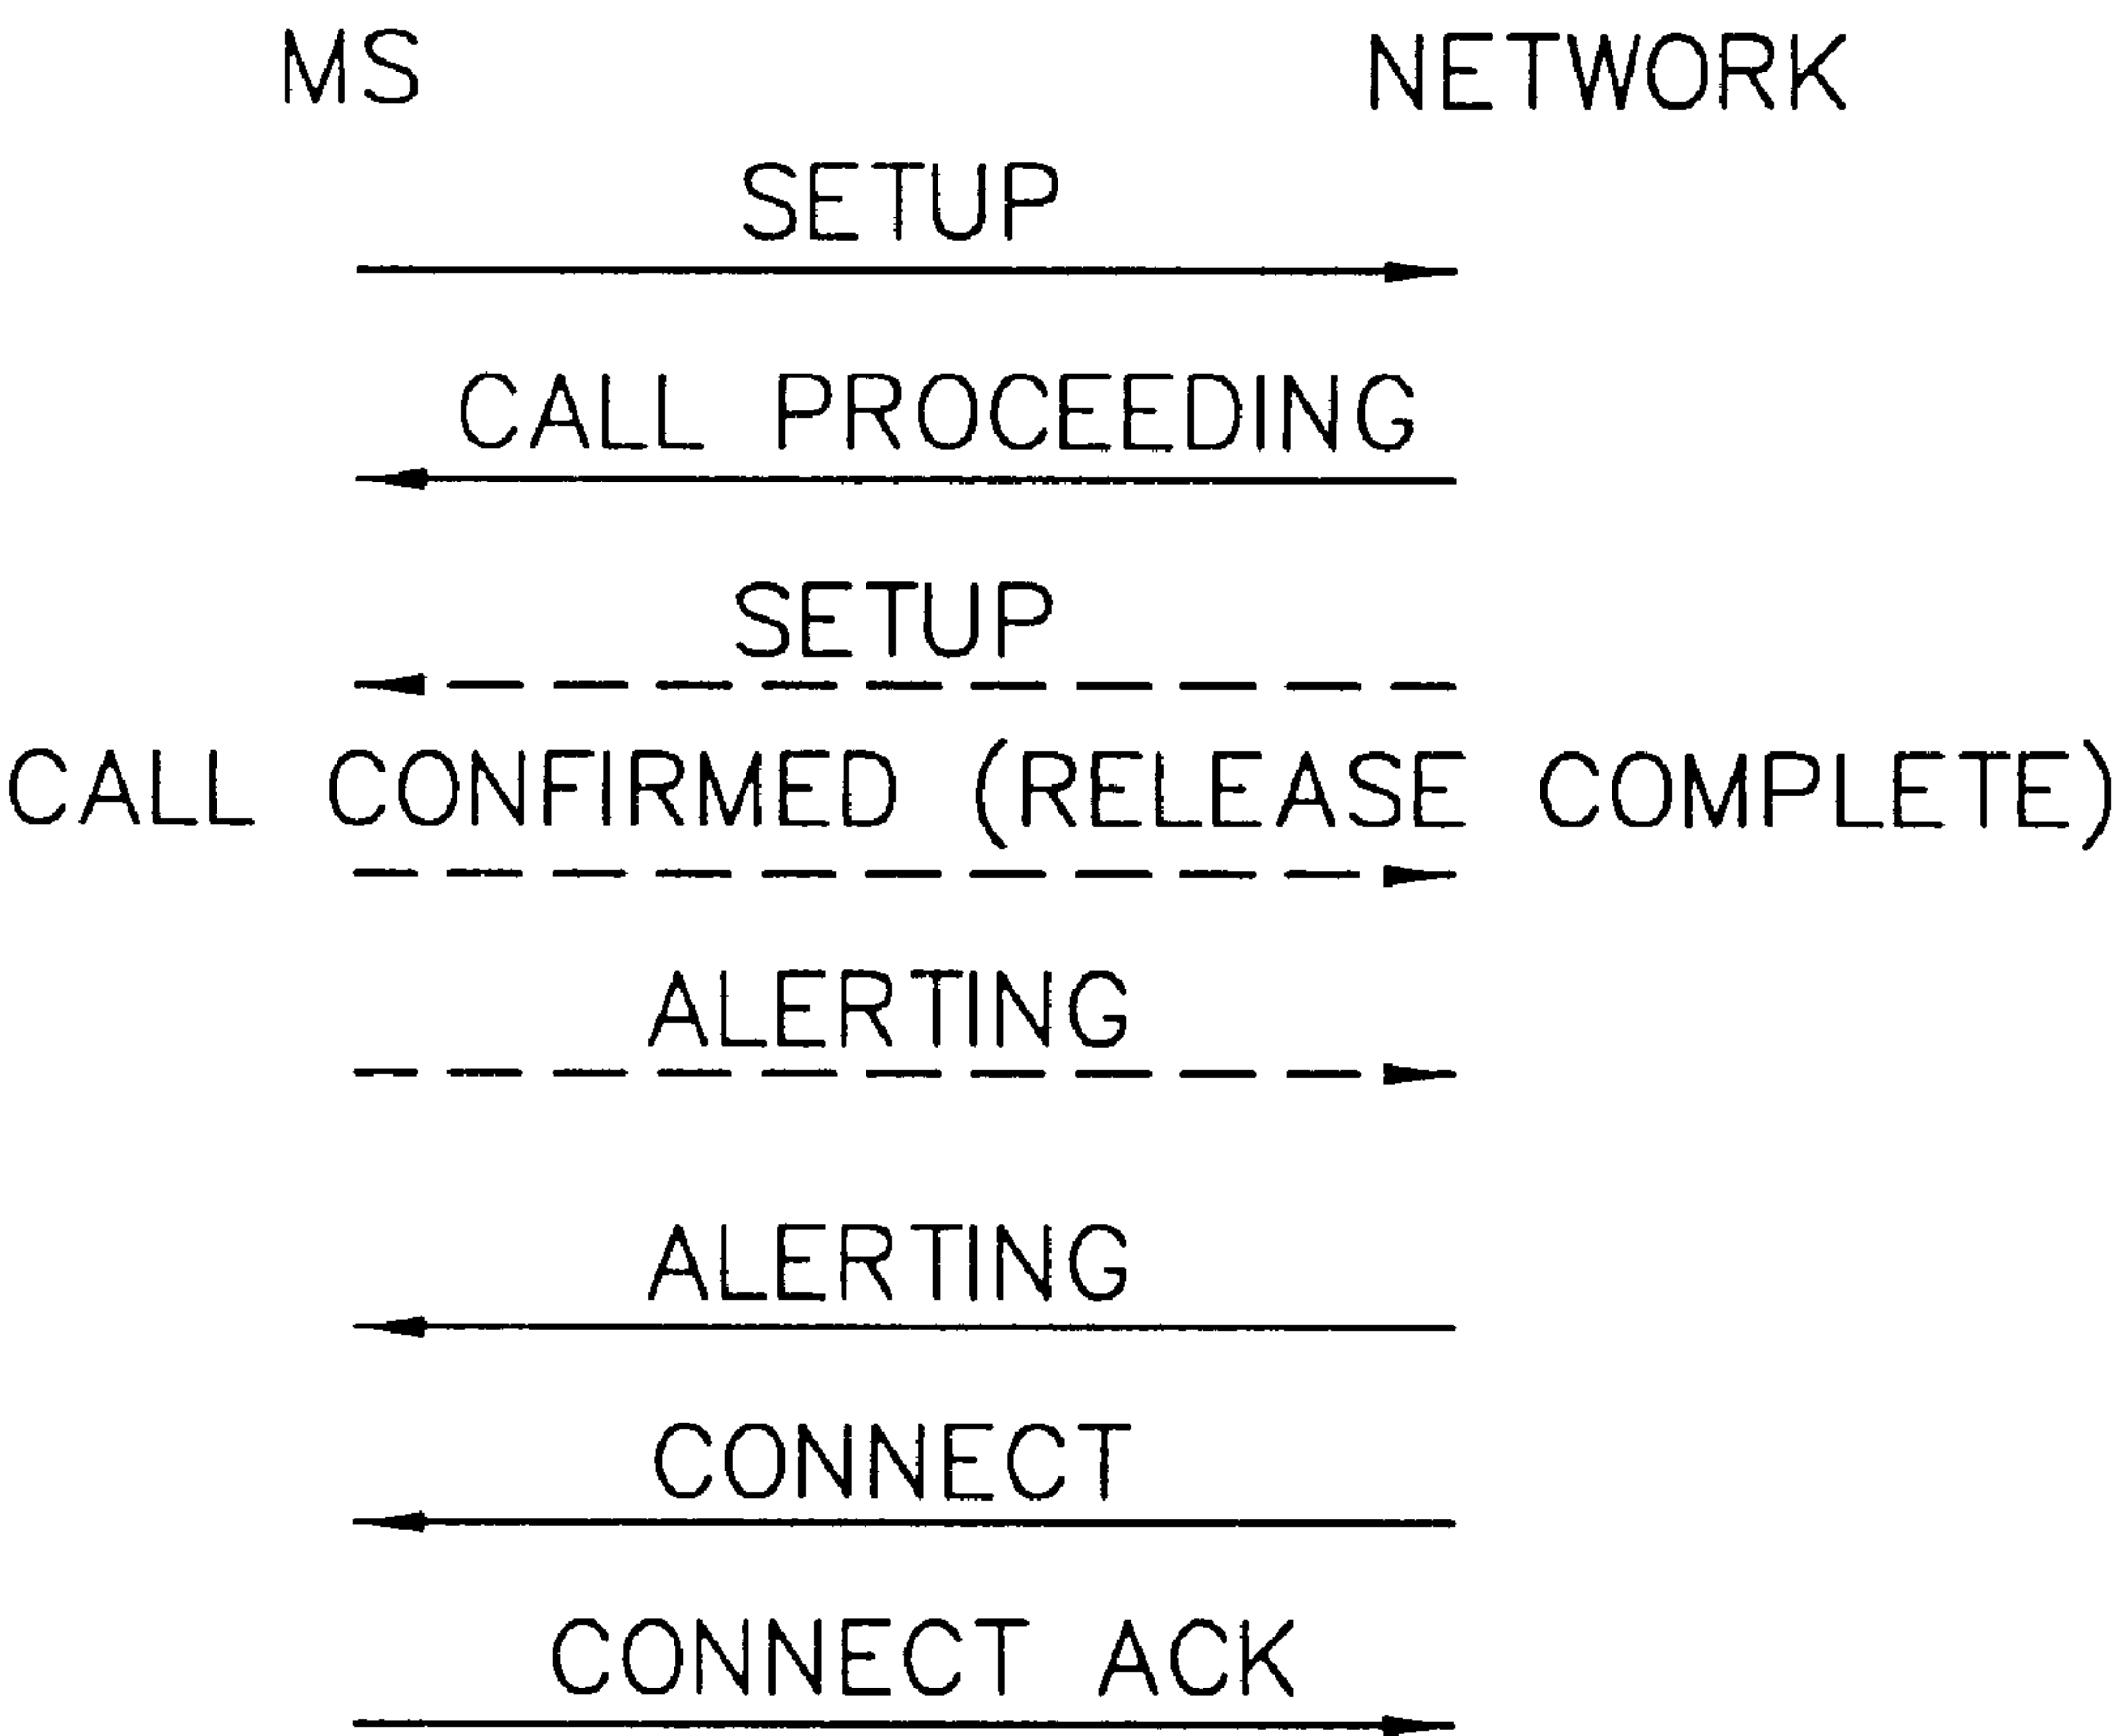 MS NETWORK
SETUP
CALL PROCEEDING
SETUP
CALL CONFIRMED (RELEASE COMPLETE)
ALERTING
ALERTING
CONNECT
CONNECT ACK